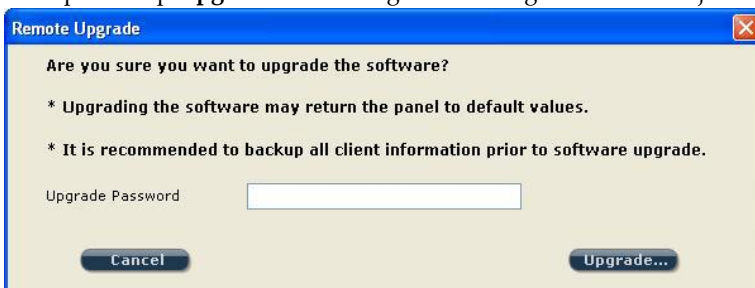 Remote Upgrade
Are you sure you want to upgrade the software?
* Upgrading the software may return the panel to default values.
* It is recommended to backup all client information prior to software upgrade.
Upgrade Password
Cancel
Upgrade...